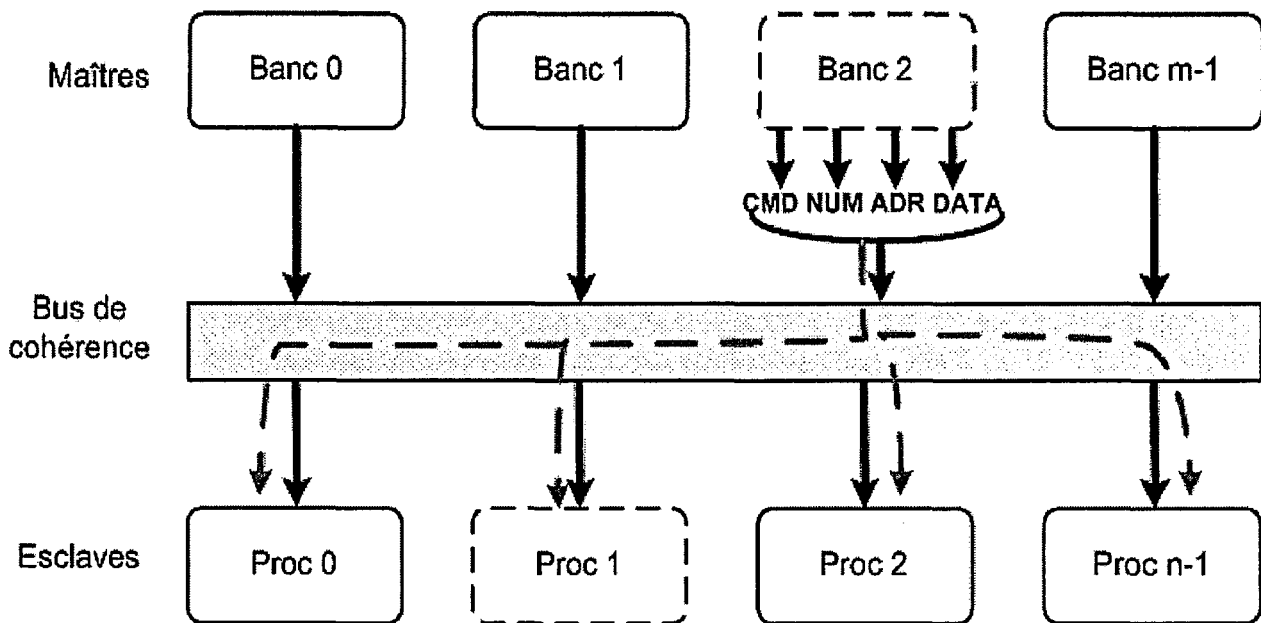 Maîtres
Banc 0
Banc 1
Banc 2
Banc m-1
CMD NUM ADR DATA
Bus de
cohérence
Esclaves
Proc 0
Proc 1
Proc 2
Proc n-1